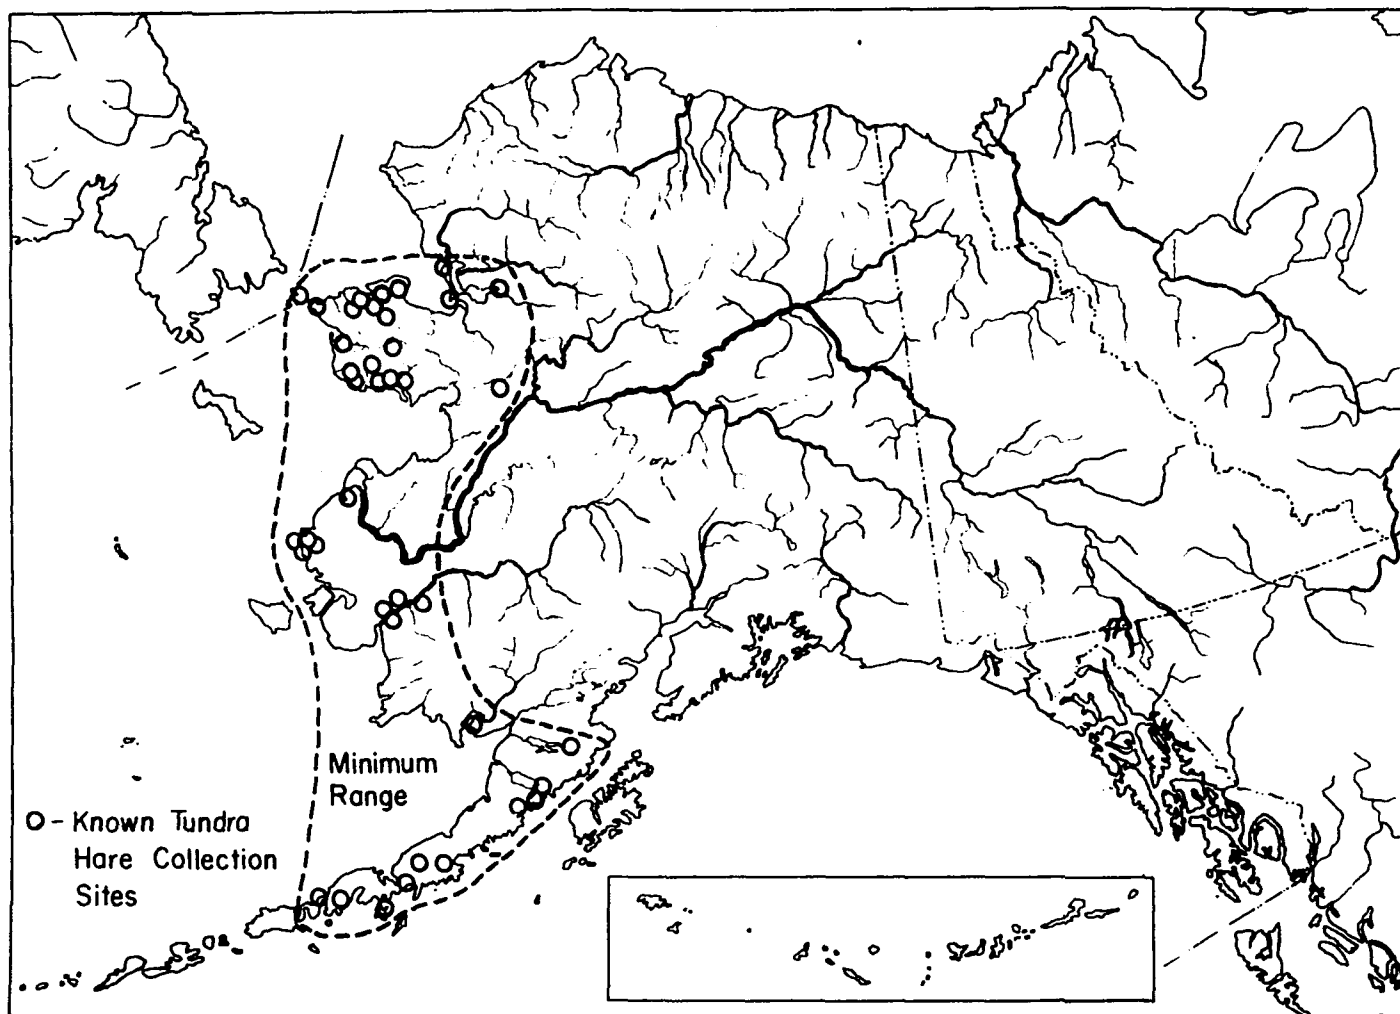 Minimum
Range
O - Known Tundra
Hare Collection
Sites